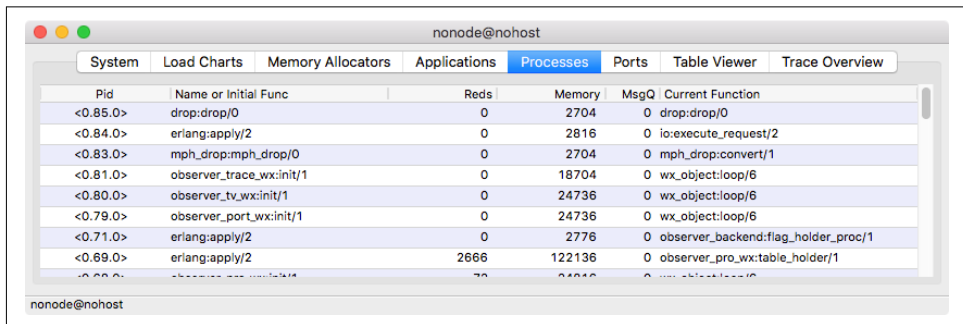 nonode@nohost
System Load Charts Memory Allocators Applications Processes Ports Table Viewer Trace Overview
Pid Name or Initial Func Reds Memory MsgQ Current Function
<0.85.0> drop:drop/0 0 2704 0 drop:drop/0
<0.84.0> erlang:apply/2 0 2816 0 io:execute_request/2
<0.83.0> mph_drop:mph_drop/0 0 2704 0 mph_drop:convert/1
<0.81.0> observer_trace_wx:init/1 0 18704 0 wx_object:loop/6
<0.80.0> observer_tv_wx:init/1 0 24736 0 wx_object:loop/6
<0.79.0> observer_port_wx:init/1 0 24736 0 wx_object:loop/6
<0.71.0> erlang:apply/2 0 2776 0 observer_backend:flag_holder_proc/1
<0.69.0> erlang:apply/2 2666 122136 0 observer_pro_wx:table_holder/1
nonode@nohost